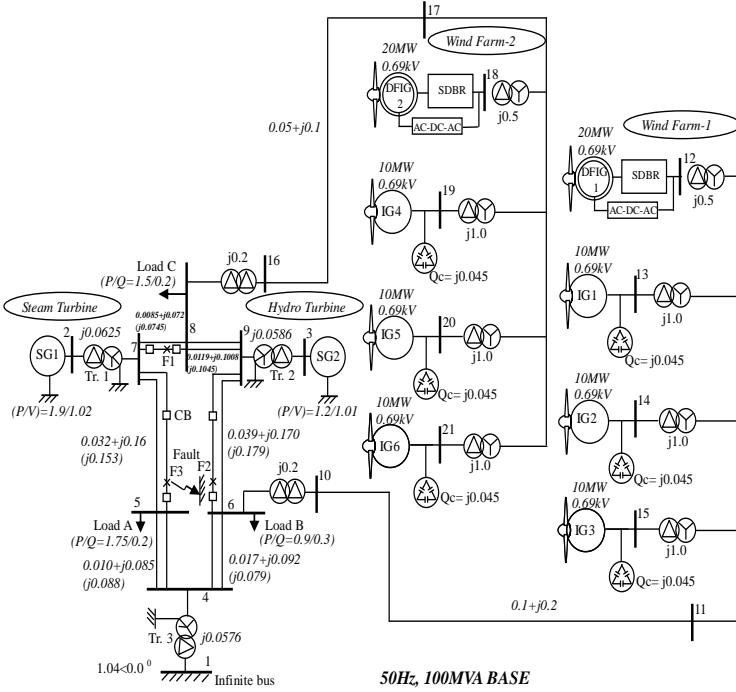 17
Wind Farm-2
20MW
0.69kV
18
DFIG
2
SDBR
AC-DC-AC
j0.5
Wind Farm-1
20MW
0.69kV
12
DFIG
1
SDBR
AC-DC-AC
j0.5
0.05+j0.1
10MW
0.69kV
19
IG4
j1.0
Qc= j0.045
10MW
0.69kV
13
IG1
j1.0
Qc= j0.045
j0.2
16
Load C
(P/Q=1.5/0.2)
Steam Turbine
Hydro Turbine
0.0085+j0.072
(j0.0745)
8
2
j0.0625
7
9
j0.0586
3
SG1
Tr. 1
F1
0.0119+j0.1008
(j0.1045)
Tr. 2
SG2
(P/V)=1.9/1.02
(P/V)=1.2/1.01
CB
10MW
0.69kV
20
IG5
j1.0
Qc= j0.045
10MW
0.69kV
14
IG2
j1.0
Qc= j0.045
0.032+j0.16
(j0.153)
0.039+j0.170
(j0.179)
Fault
F3
F2
10MW
0.69kV
21
IG6
j1.0
Qc= j0.045
10MW
0.69kV
15
IG3
j1.0
Qc= j0.045
j0.2
10
5
6
Load A
(P/Q=1.75/0.2)
Load B
(P/Q=0.9/0.3)
0.010+j0.085
(j0.088)
0.017+j0.092
(j0.079)
4
0.1+j0.2
11
Tr. 3
j0.0576
1.04<0.0⁰
1
Infinite bus
50Hz, 100MVA BASE